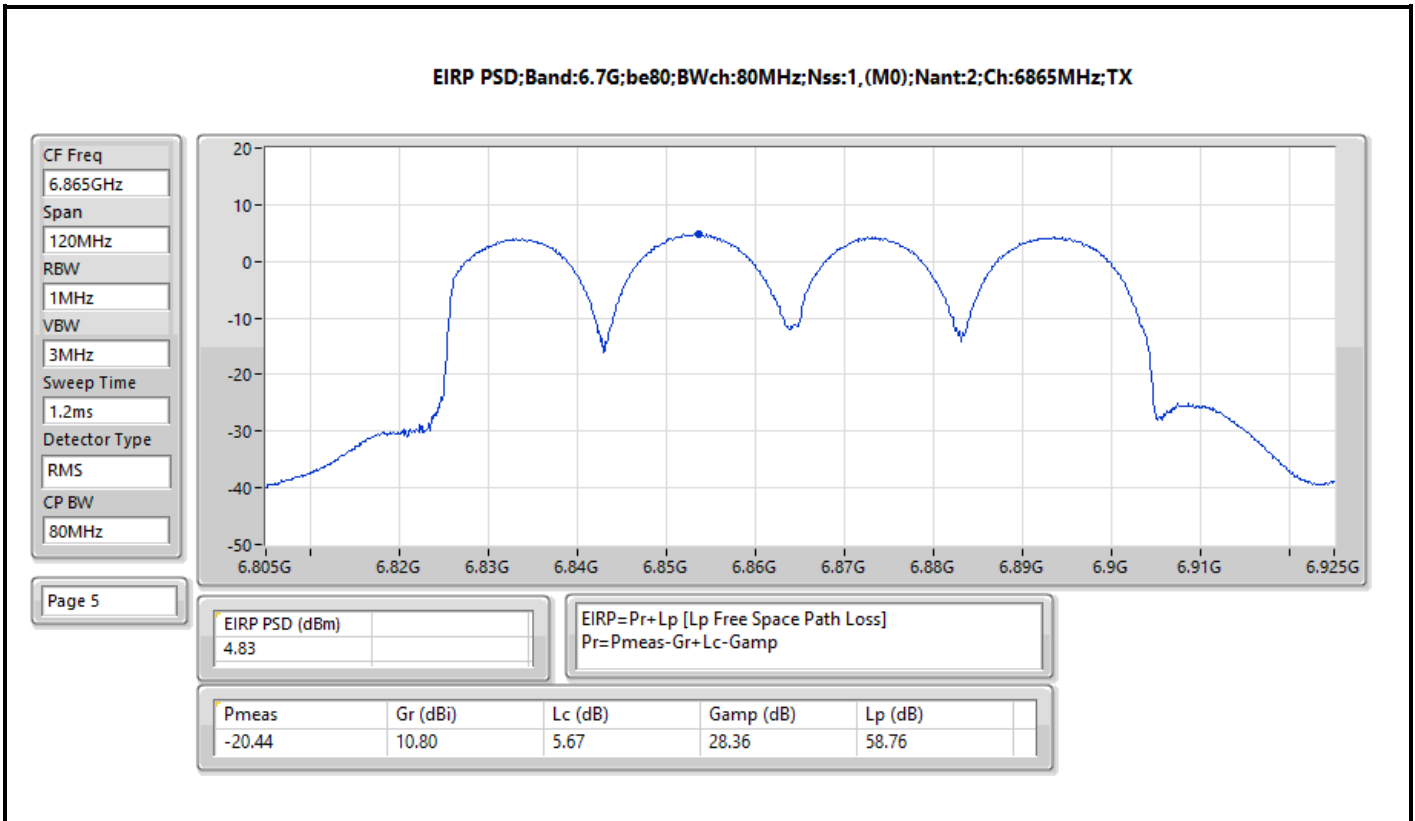 EIRP PSD;Band:6.7G;be80;BWch:80MHz;Nss:1,(M0);Nant:2;Ch:6865MHz;TX
CF Freq
6.865GHz
Span
120MHz
RBW
1MHz
VBW
3MHz
Sweep Time
1.2ms
Detector Type
RMS
CP BW
80MHz
Page 5
20
10
0
-10
-20
-30
-40
-50
6.805G 6.82G 6.83G 6.84G 6.85G 6.86G 6.87G 6.88G 6.89G 6.9G 6.91G 6.925G
EIRP PSD (dBm)
4.83
EIRP=Pr+Lp [Lp Free Space Path Loss]
Pr=Pmeas-Gr+Lc-Gamp
Pmeas Gr (dBi) Lc (dB) Gamp (dB) Lp (dB)
-20.44 10.80 5.67 28.36 58.76